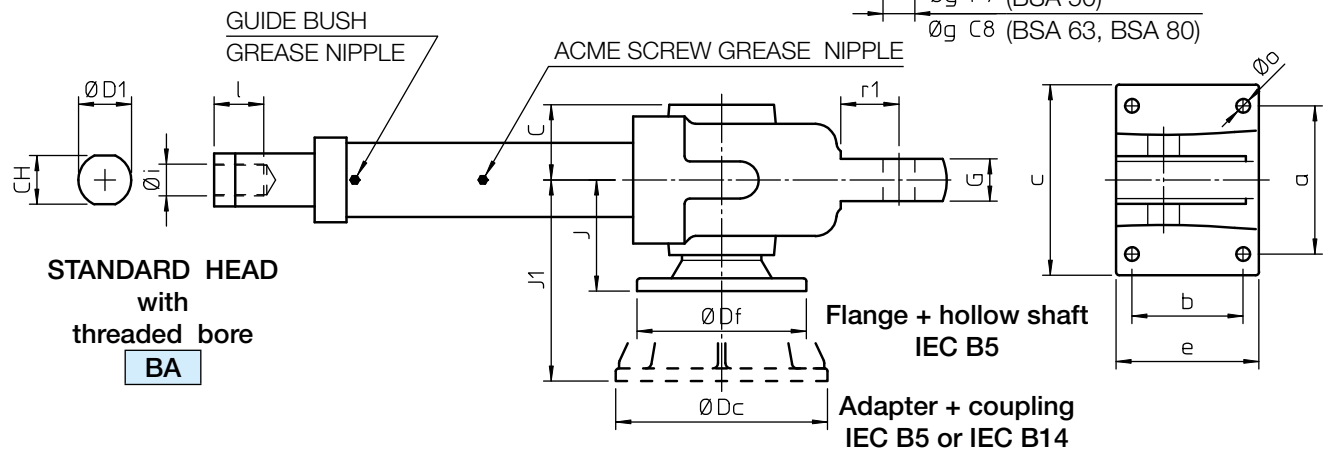 (BSA 50)
Øg C8 (BSA 63, BSA 80)
GUIDE BUSH
GREASE NIPPLE
ACME SCREW GREASE NIPPLE
ØD1
l
C
r1
Øo
CH
Øi
G
c
a
J
J1
STANDARD HEAD
with
threaded bore
BA
ØDf
Flange + hollow shaft
IEC B5
b
e
ØDc
Adapter + coupling
IEC B5 or IEC B14